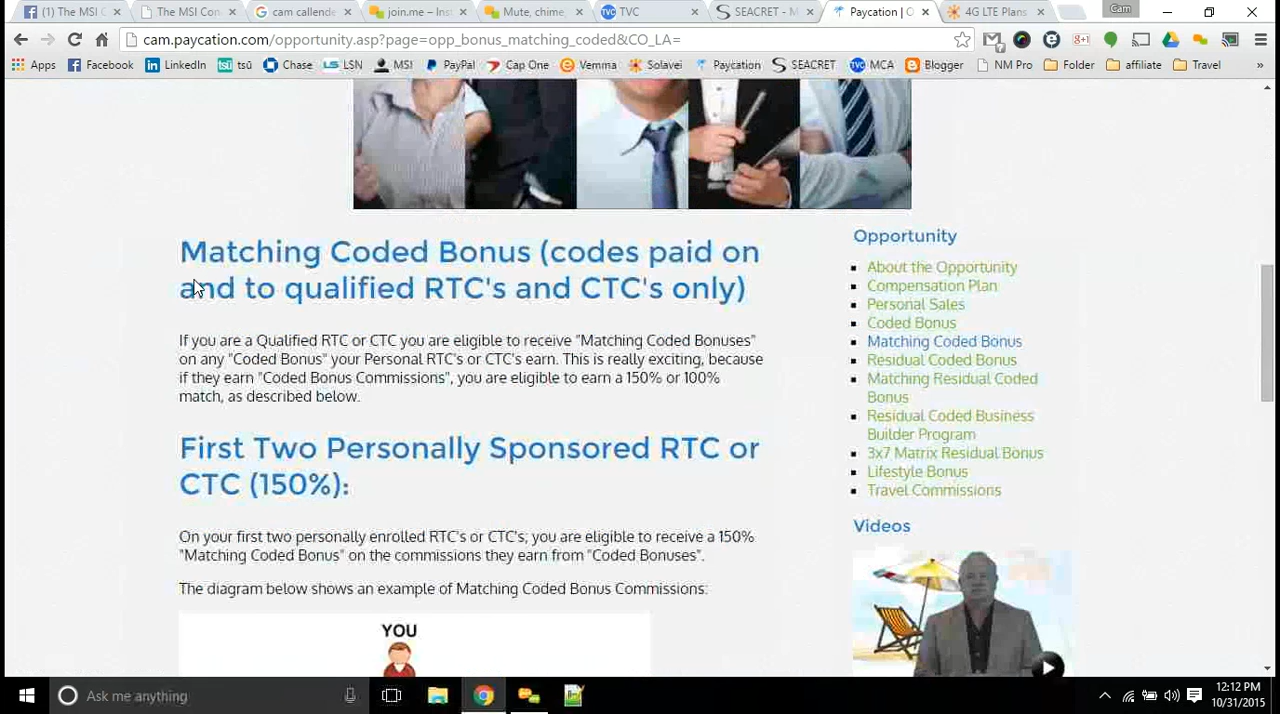 (1) The MSI C
The MSI Con
cam callende
join.me – Inst
Mute, chime,
TVC
SEACRET - M
Paycation | O
4G LTE Plans
Cam
cam.paycation.com/opportunity.asp?page=opp_bonus_matching_coded&CO_LA=
Apps
Facebook
LinkedIn
tsū
Chase
LSN
MSI
PayPal
Cap One
Vemma
Solavei
Paycation
SEACRET
MCA
Blogger
NM Pro
Folder
affiliate
Travel
»
Matching Coded Bonus (codes paid on
and to qualified RTC's and CTC's only)
If you are a Qualified RTC or CTC you are eligible to receive "Matching Coded Bonuses"
on any "Coded Bonus" your Personal RTC's or CTC's earn. This is really exciting, because
if they earn "Coded Bonus Commissions", you are eligible to earn a 150% or 100%
match, as described below.
First Two Personally Sponsored RTC or
CTC (150%):
On your first two personally enrolled RTC's or CTC's, you are eligible to receive a 150%
"Matching Coded Bonus" on the commissions they earn from "Coded Bonuses".
The diagram below shows an example of Matching Coded Bonus Commissions:
YOU
Opportunity
About the Opportunity
Compensation Plan
Personal Sales
Coded Bonus
Matching Coded Bonus
Residual Coded Bonus
Matching Residual Coded
Bonus
Residual Coded Business
Builder Program
3x7 Matrix Residual Bonus
Lifestyle Bonus
Travel Commissions
Videos
Ask me anything
12:12 PM
10/31/2015